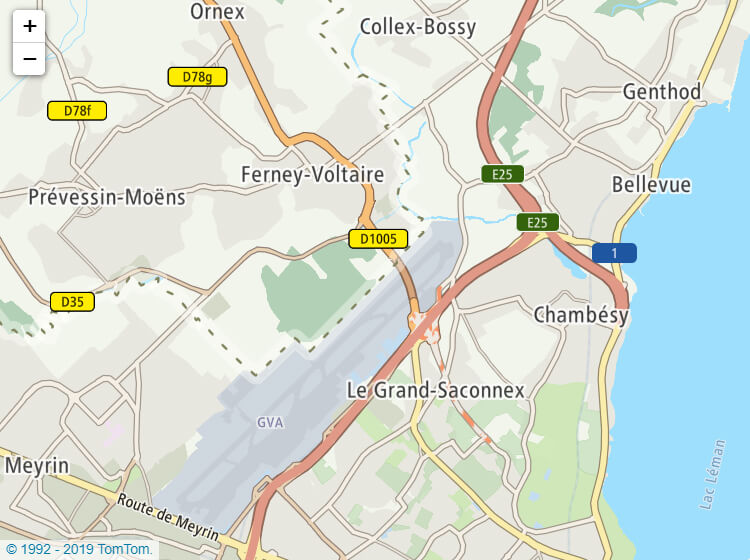 Ornex
Collex-Bossy
+
−
D78g
Genthod
D78f
Ferney-Voltaire
E25
Bellevue
Prévessin-Moëns
E25
D1005
1
D35
Chambésy
Le Grand-Saconnex
GVA
Meyrin
Lac Léman
Route de Meyrin
© 1992 - 2019 TomTom.